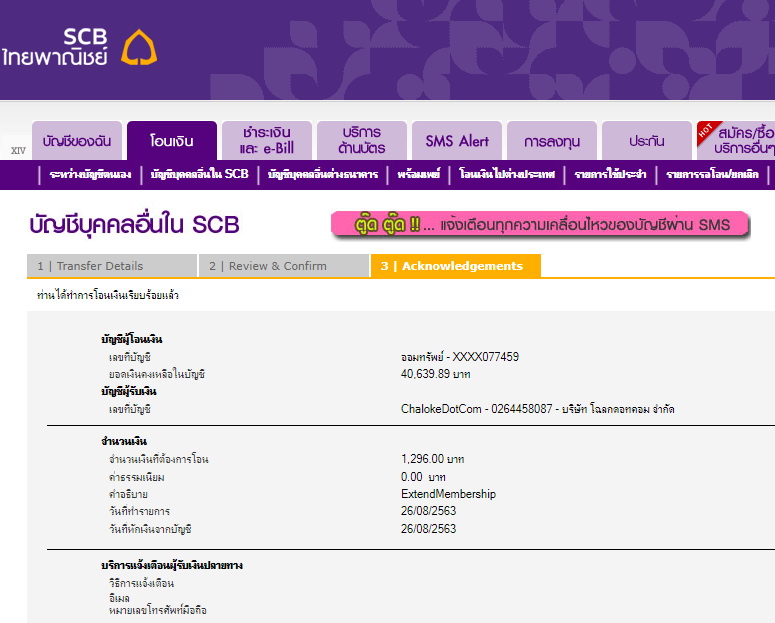 SCB
ไทยพาณิชย์
XIV
บัญชีของฉัน
โอนเงิน
ชำระเงิน
และ e-Bill
บริการ
ด้านบัตร
SMS Alert
การลงทุน
ประกัน
HOT
สมัคร/ซื้อ
บริการอื่นๆ
ระหว่างบัญชีตนเอง | บัญชีบุคคลอื่นใน SCB | บัญชีบุคคลอื่นต่างธนาคาร | พร้อมเพย์ | โอนเงินไปต่างประเทศ | รายการใช้ประจำ | รายการรอโอน/ยกเลิก
บัญชีบุคคลอื่นใน SCB
ตู๊ด ตู๊ด !! ... แจ้งเตือนทุกความเคลื่อนไหวของบัญชีผ่าน SMS
1 | Transfer Details
2 | Review & Confirm
3 | Acknowledgements
ท่านได้ทำการโอนเงินเรียบร้อยแล้ว
บัญชีผู้โอนเงิน
เลขที่บัญชี ออมทรัพย์ - XXXX077459
ยอดเงินคงเหลือในบัญชี 40,639.89 บาท
บัญชีผู้รับเงิน
เลขที่บัญชี ChalokeDotCom - 0264458087 - บริษัท โฉลกดอทคอม จำกัด
จำนวนเงิน
จำนวนเงินที่ต้องการโอน 1,296.00 บาท
ค่าธรรมเนียม 0.00 บาท
คำอธิบาย ExtendMembership
วันที่ทำรายการ 26/08/2563
วันที่หักเงินจากบัญชี 26/08/2563
บริการแจ้งเตือนผู้รับเงินปลายทาง
วิธีการแจ้งเตือน
อีเมล
หมายเลขโทรศัพท์มือถือ